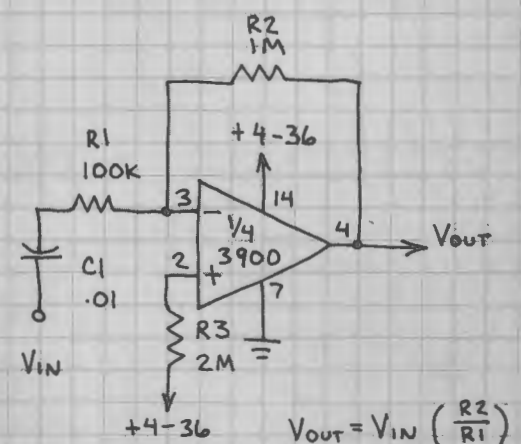 R2
1M
+4-36
R1
100K
3
−
14
1/4
3900
4
VOUT
2
+
7
C1
.01
R3
2M
VIN
+4-36
VOUT = VIN (R2/R1)